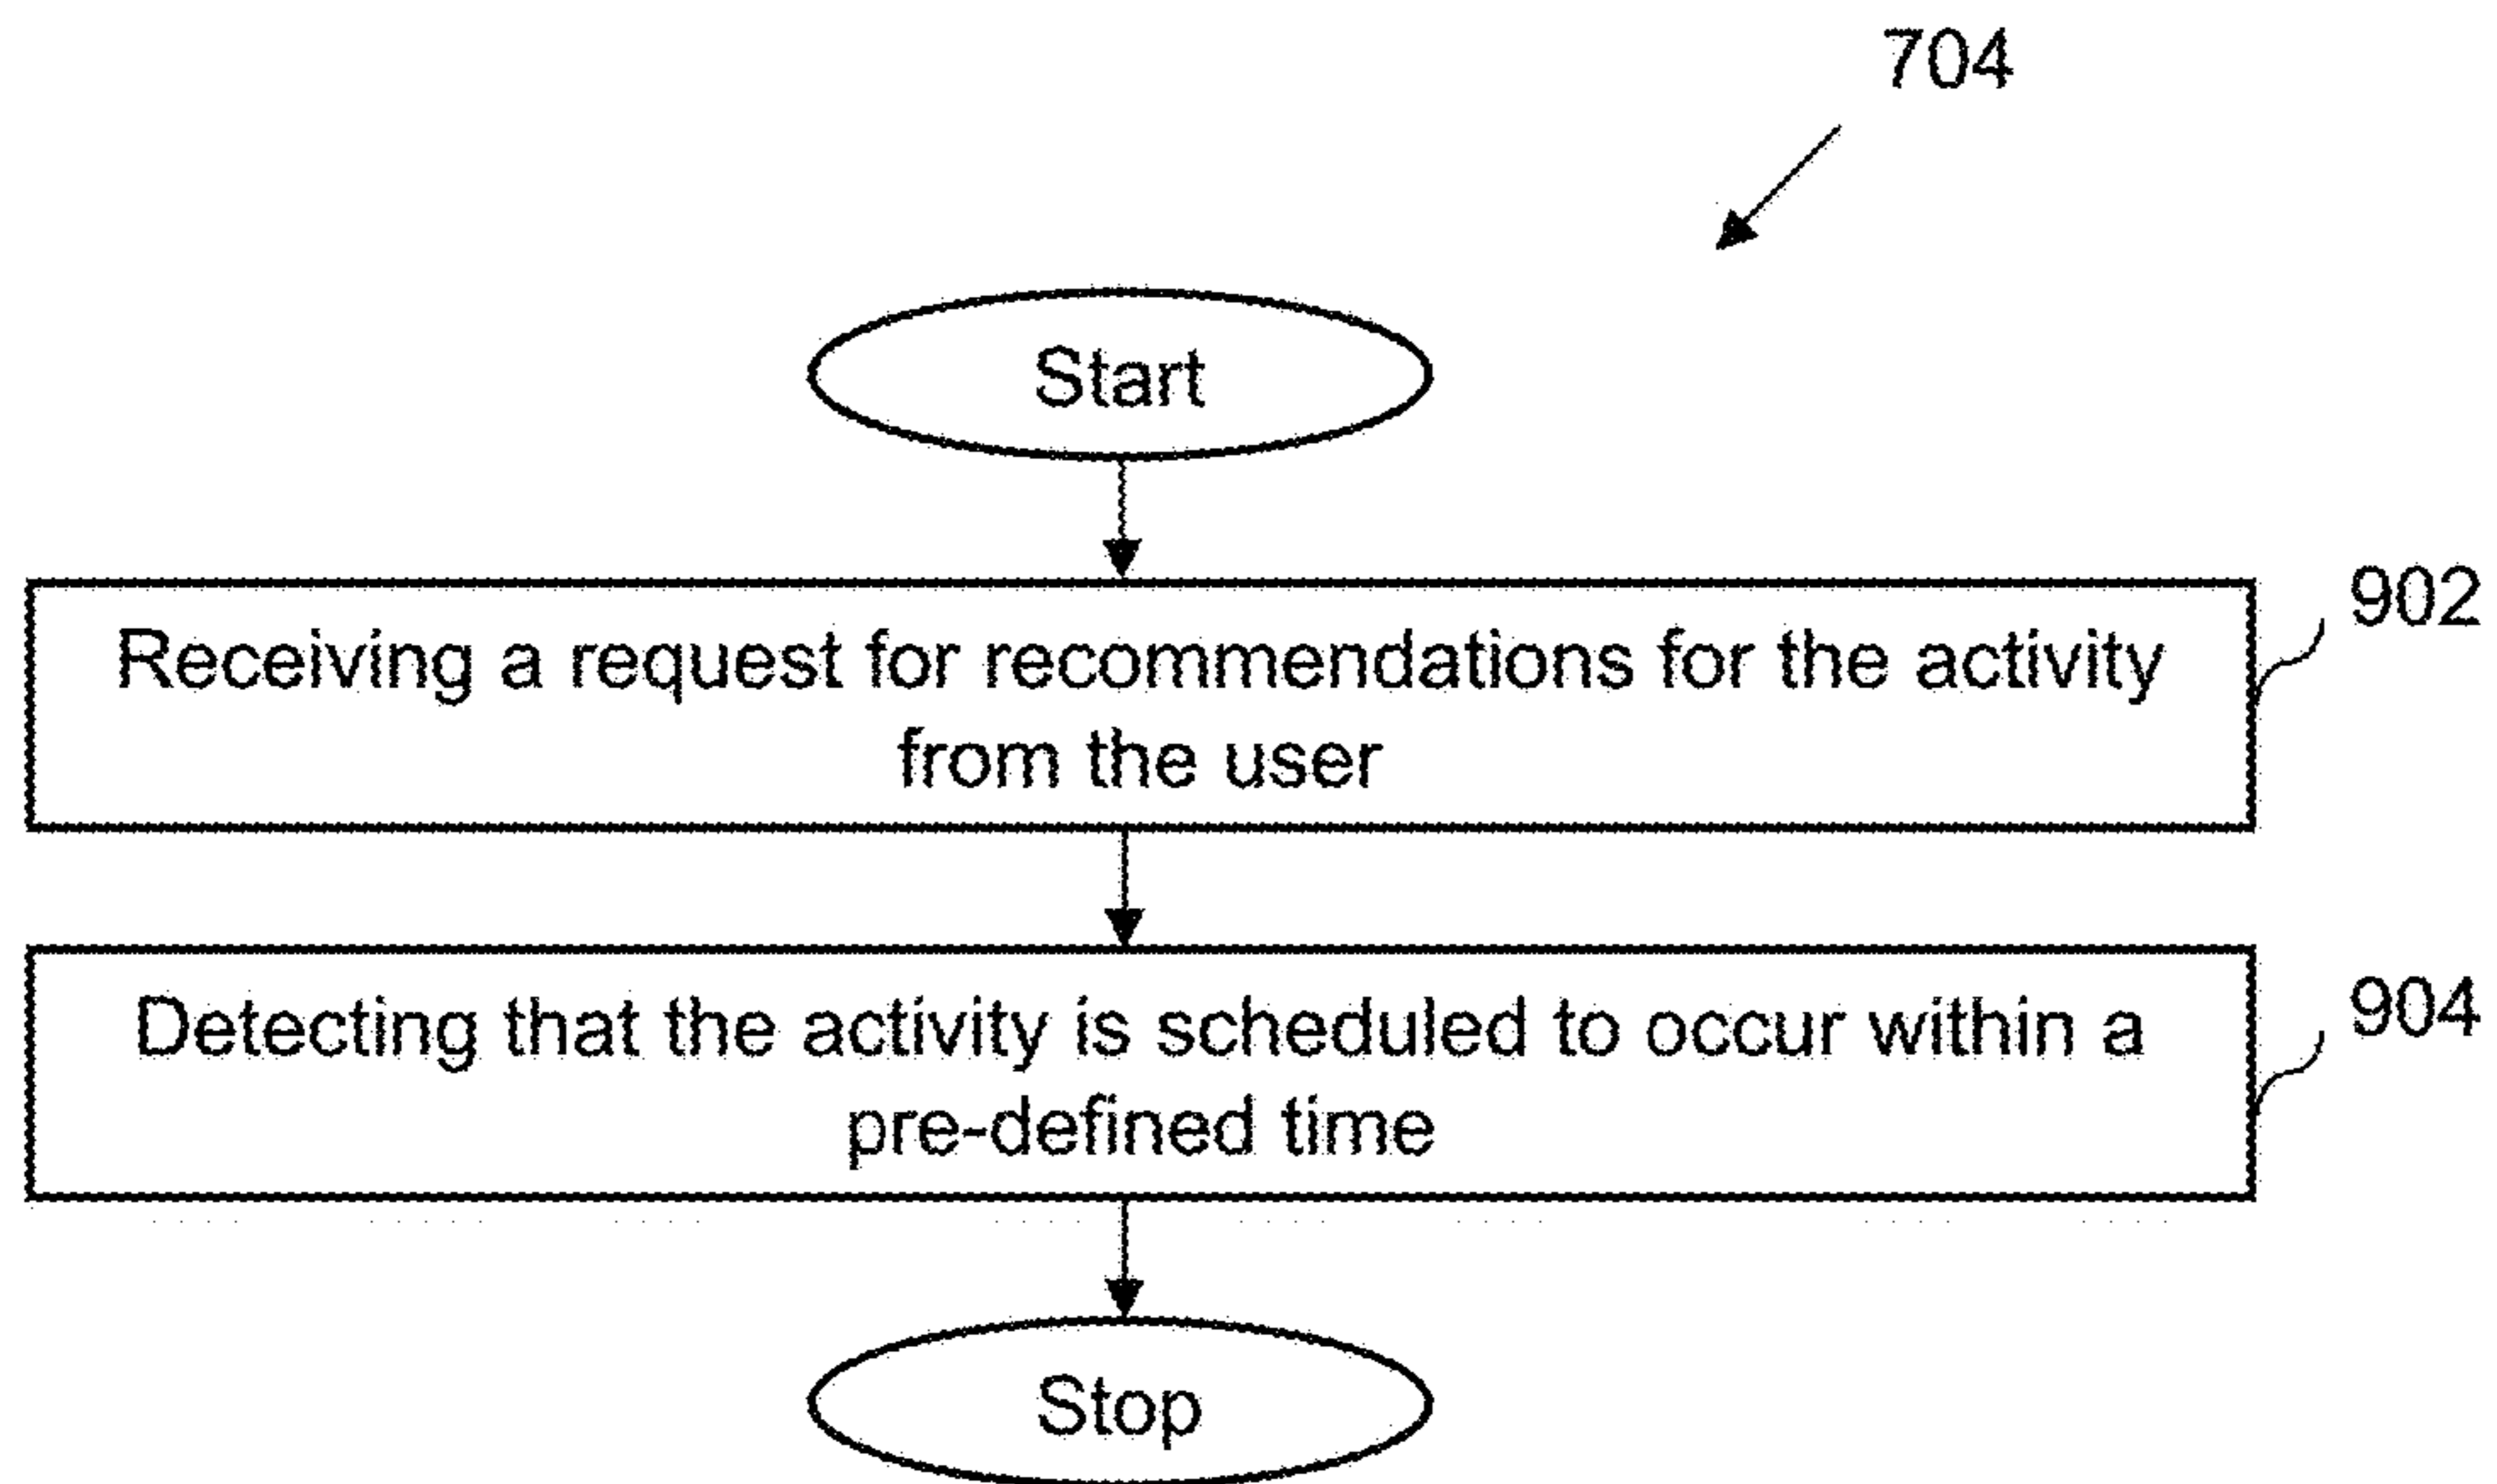 704
Start
902
Receiving a request for recommendations for the activity
from the user
904
Detecting that the activity is scheduled to occur within a
pre-defined time
Stop